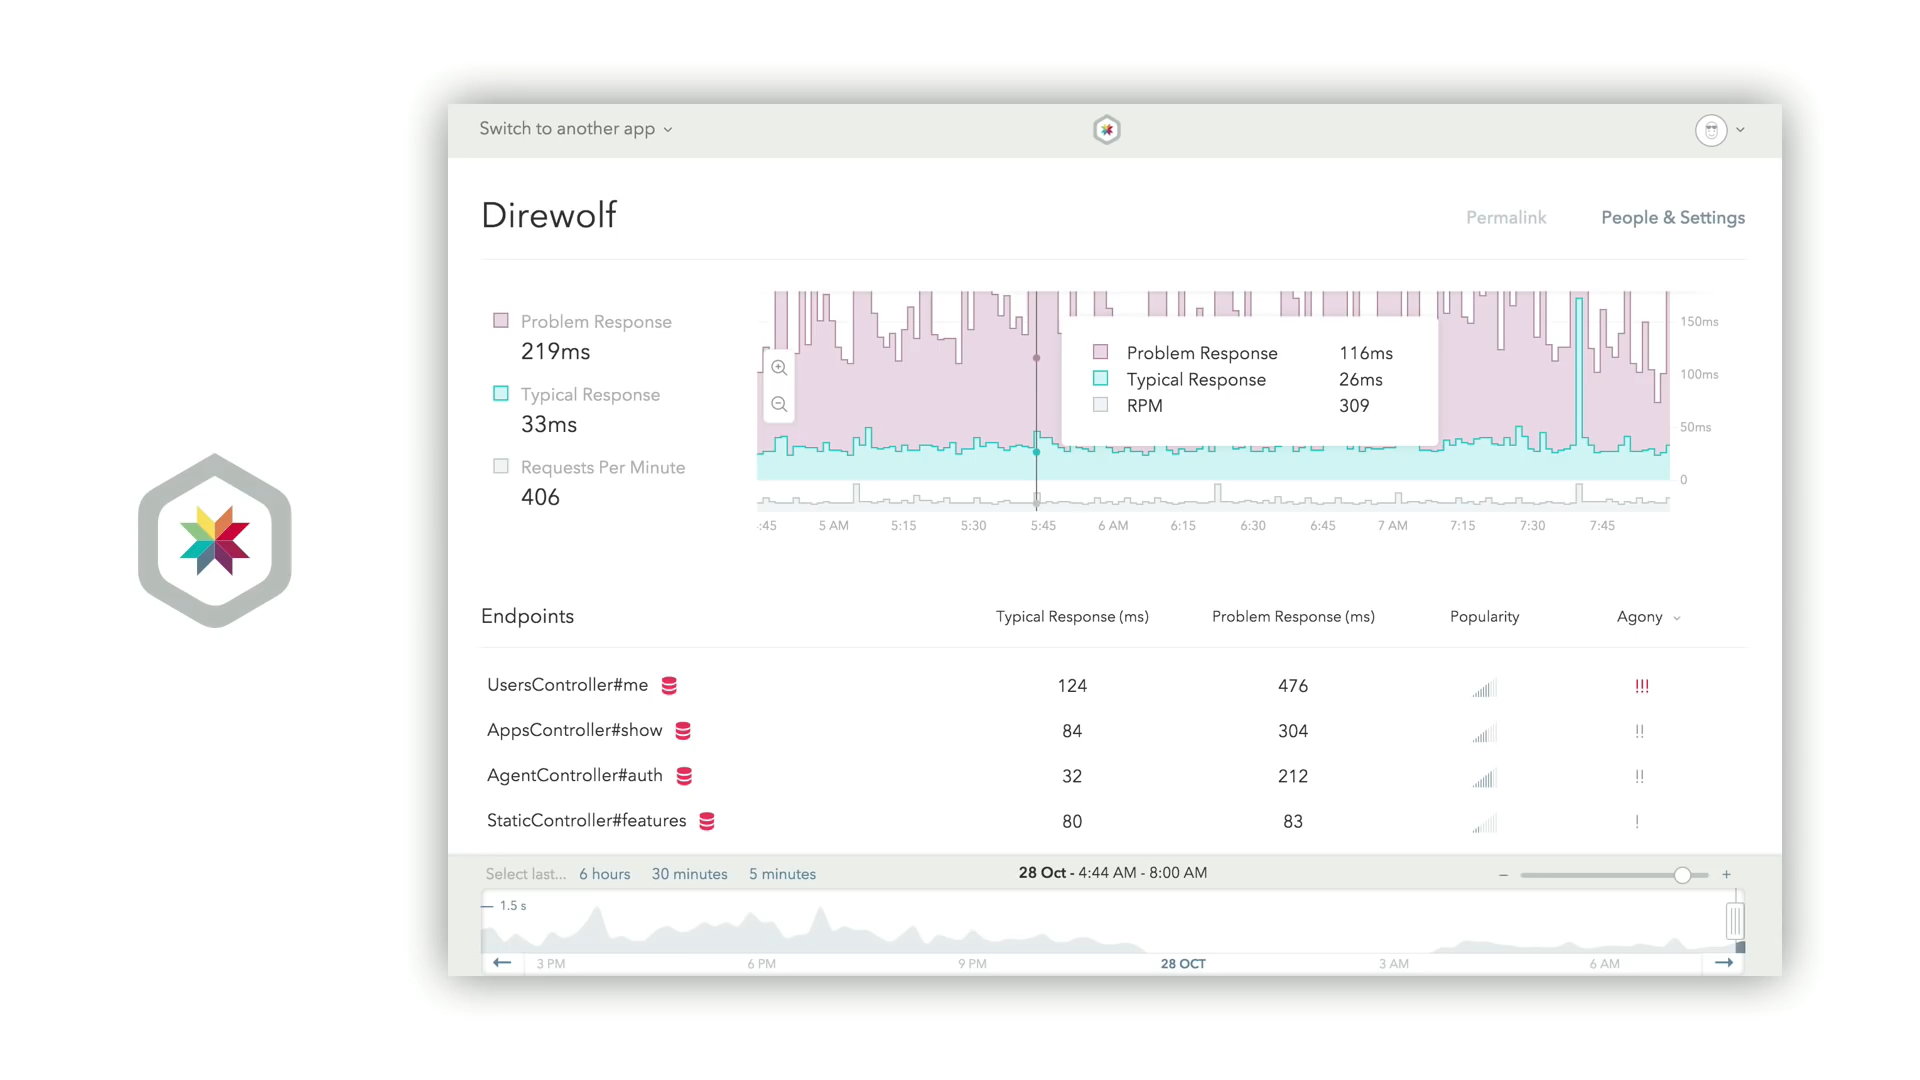 Switch to another app
Direwolf
Permalink
People & Settings
Problem Response
219ms
Typical Response
33ms
Requests Per Minute
406
Problem Response 116ms
Typical Response 26ms
RPM 309
150ms
100ms
50ms
0
:45 5 AM 5:15 5:30 5:45 6 AM 6:15 6:30 6:45 7 AM 7:15 7:30 7:45
Endpoints Typical Response (ms) Problem Response (ms) Popularity Agony
UsersController#me 124 476 !!!
AppsController#show 84 304 !!
AgentController#auth 32 212 !!
StaticController#features 80 83 !
Select last... 6 hours 30 minutes 5 minutes 28 Oct - 4:44 AM - 8:00 AM − +
1.5 s
3 PM 6 PM 9 PM 28 OCT 3 AM 6 AM